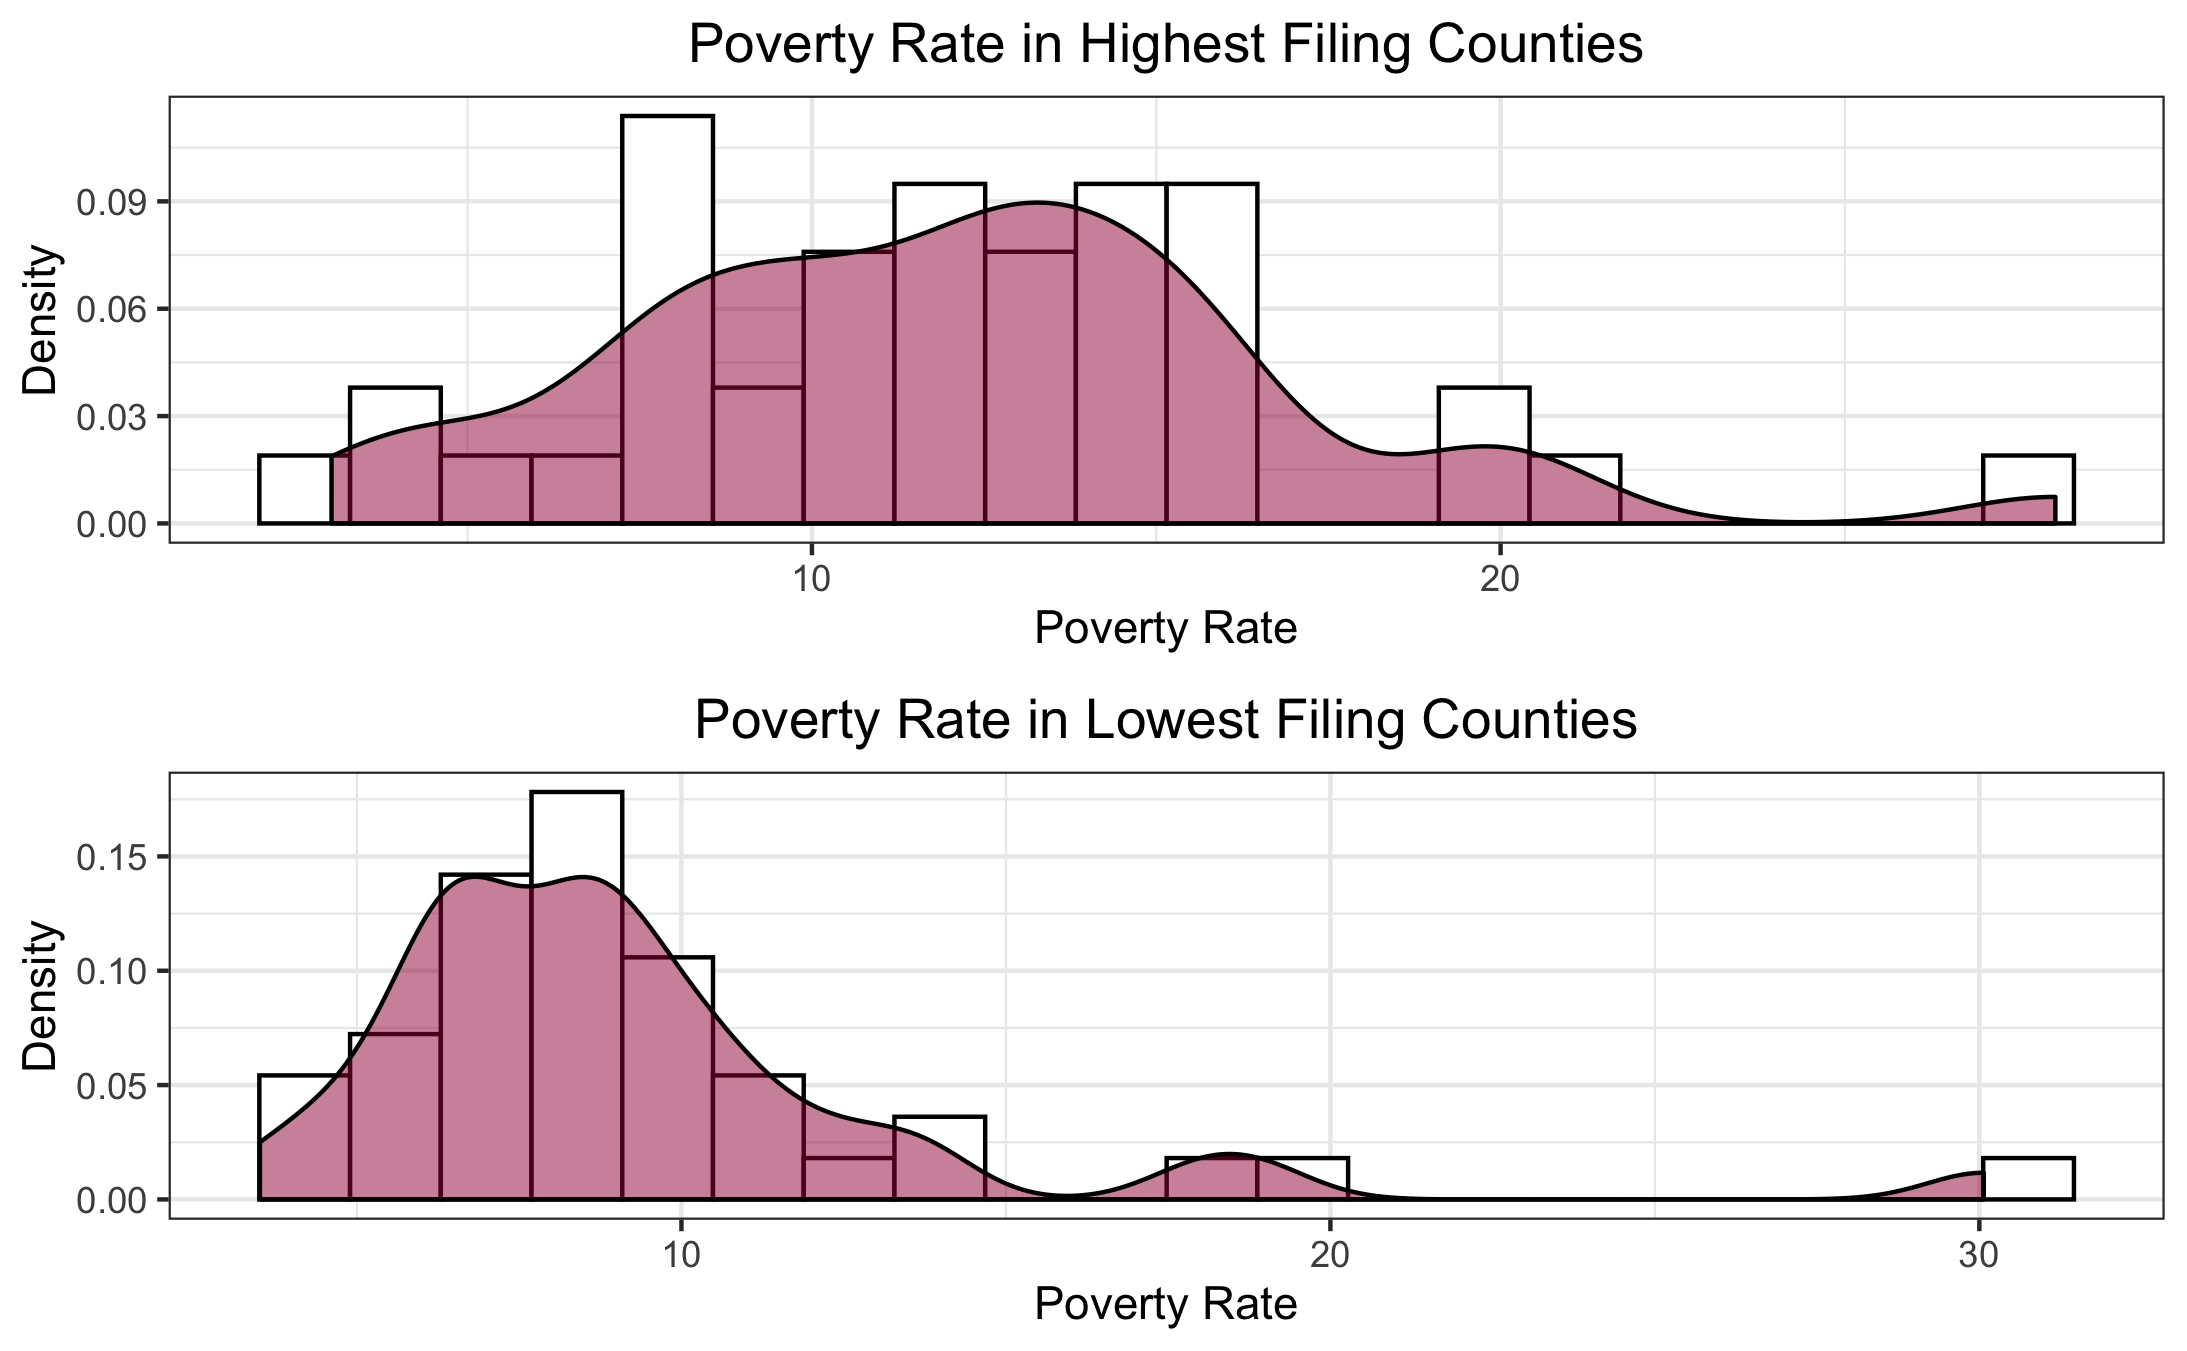 Poverty Rate in Highest Filing Counties
Density
0.09
0.06
0.03
0.00
10 20
Poverty Rate
Poverty Rate in Lowest Filing Counties
Density
0.15
0.10
0.05
0.00
10 20 30
Poverty Rate